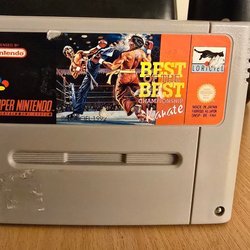 Nintendo
SUPER NINTENDO
BEST
OF THE
BEST
CHAMPIONSHIP
Karate
LORICIEL
MADE IN JAPAN